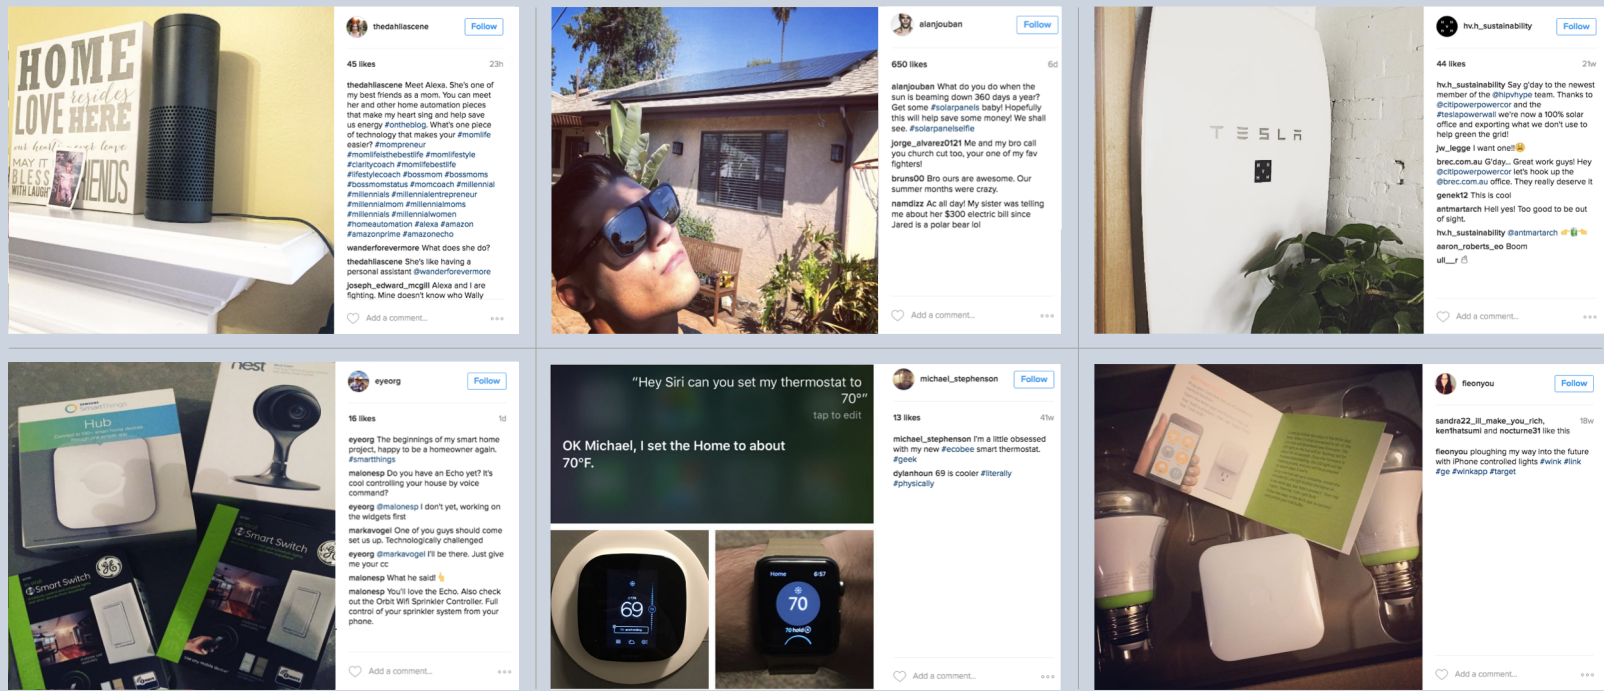 HOME
LOVE resides
HERE
our hearts never leave
MAY IT
BLESS
WITH LAUGH
IENDS
thedahliascene
Follow
45 likes 23h
thedahliascene Meet Alexa. She's one of
my best friends as a mom. You can meet
her and other home automation pieces
that make my heart sing and help save
us energy #ontheblog. What's one piece
of technology that makes your #momlife
easier? #mompreneur
#momlifeisthebestlife #momlifestyle
#claritycoach #momlifebestlife
#lifestylecoach #bossmom #bossmoms
#bossmomstatus #momcoach #millennial
#millennials #millennialentrepreneur
#millennialmom #millennialmoms
#millennials #millennialwomen
#homeautomation #alexa #amazon
#amazonprime #amazonecho
wanderforevermore What does she do?
thedahliascene She's like having a
personal assistant @wanderforevermore
joseph_edward_mcgill Alexa and I are
fighting. Mine doesn't know who Wally
Add a comment...
alanjouban
Follow
650 likes 6d
alanjouban What do you do when the
sun is beaming down 360 days a year?
Get some #solarpanels baby! Hopefully
this will help save some money! We shall
see. #solarpanelselfie
jorge_alvarez0121 Me and my bro call
you church cut too, your one of my fav
fighters!
bruns00 Bro ours are awesome. Our
summer months were crazy.
namdizz Ac all day! My sister was telling
me about her $300 electric bill since
Jared is a polar bear lol
Add a comment...
TESLA
H
Y Y
H
hv.h_sustainability
Follow
44 likes 21w
hv.h_sustainability Say g'day to the newest
member of the @hipvhype team. Thanks to
@citipowerpowercor and the
#teslapowerwall we're now a 100% solar
office and exporting what we don't use to
help green the grid!
jw_legge I want one!!😩
brec.com.au G'day... Great work guys! Hey
@citipowerpowercor let's hook up the
@brec.com.au office. They really deserve it
genek12 This is cool
antmartarch Hell yes! Too good to be out
of sight.
hv.h_sustainability @antmartarch
aaron_roberts_eo Boom
ull__r
Add a comment...
nest
SAMSUNG
SmartThings
Hub
Smart Switch
Smart Switch
GE
eyeorg
Follow
16 likes 1d
eyeorg The beginnings of my smart home
project, happy to be a homeowner again.
#smartthings
malonesp Do you have an Echo yet? It's
cool controlling your house by voice
command?
eyeorg @malonesp I don't yet, working on
the widgets first
markavogel One of you guys should come
set us up. Technologically challenged
eyeorg @markavogel I'll be there. Just give
me your cc
malonesp What he said! 👆
malonesp You'll love the Echo. Also check
out the Orbit Wifi Sprinkler Controller. Full
control of your sprinkler system from your
phone.
Add a comment...
"Hey Siri can you set my thermostat to
70°"
tap to edit
OK Michael, I set the Home to about
70°F.
69
Home 6:57
70
70 hold
michael_stephenson
Follow
13 likes 41w
michael_stephenson I'm a little obsessed
with my new #ecobee smart thermostat.
#geek
dylanhoun 69 is cooler #literally
#physically
Add a comment...
fieonyou
Follow
sandra22_ill_make_you_rich, 18w
ken1hatsumi and nocturne31 like this
fieonyou ploughing my way into the future
with iPhone controlled lights #wink #link
#ge #winkapp #target
Add a comment...